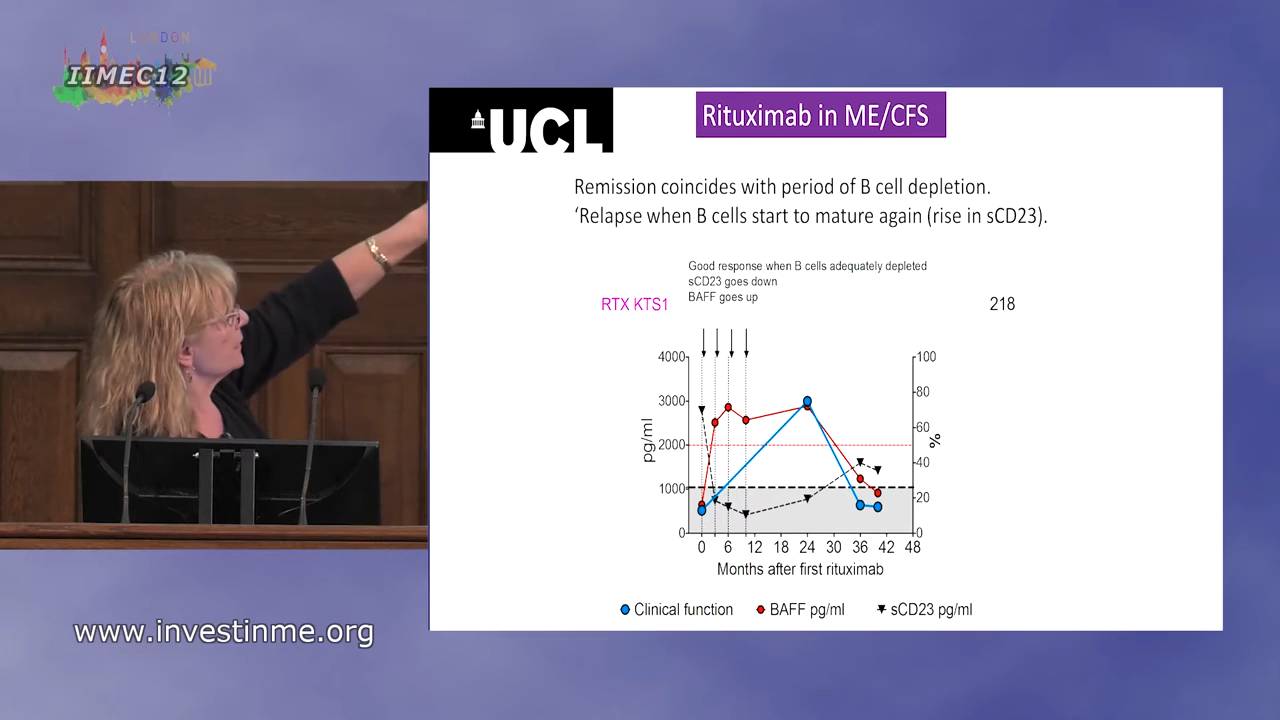 LONDON
IIMEC12
UCL
Rituximab in ME/CFS
Remission coincides with period of B cell depletion.
‘Relapse when B cells start to mature again (rise in sCD23).
Good response when B cells adequately depleted
sCD23 goes down
BAFF goes up
RTX KTS1
218
4000
3000
2000
1000
0
pg/ml
100
80
60
40
20
0
%
0 6 12 18 24 30 36 42 48
Months after first rituximab
Clinical function BAFF pg/ml sCD23 pg/ml
www.investinme.org